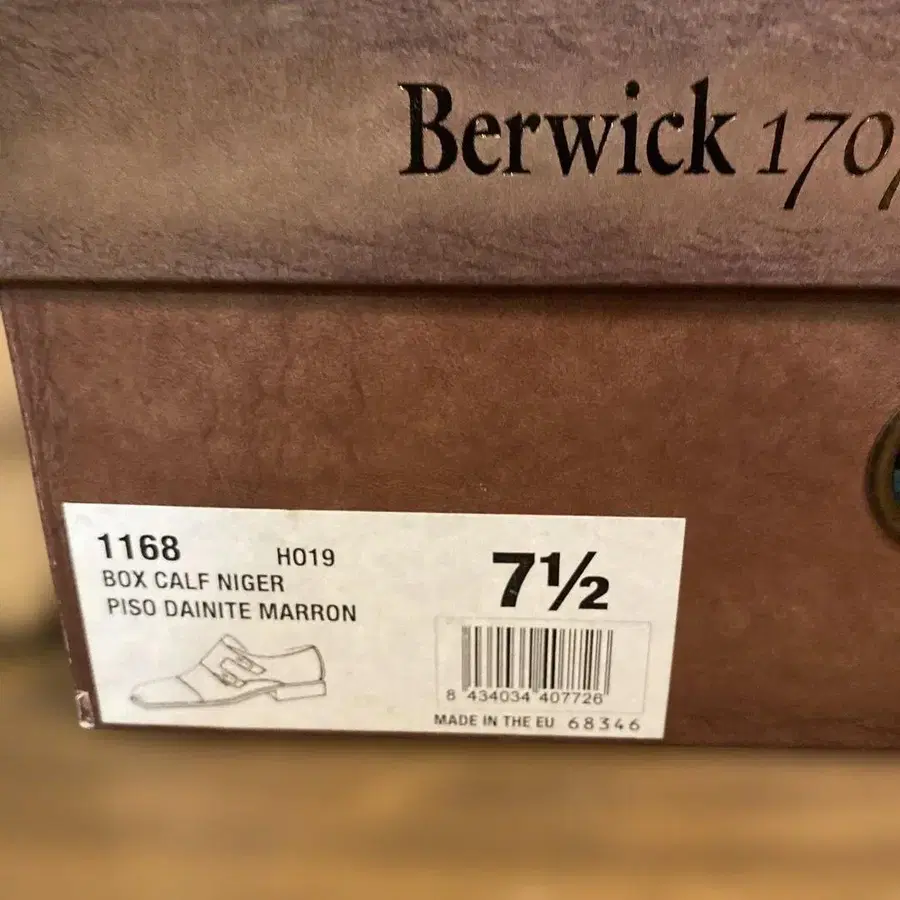 Berwick 170
1168 H019 7½
BOX CALF NIGER
PISO DAINITE MARRON
8 434034 407726
MADE IN THE EU 68346